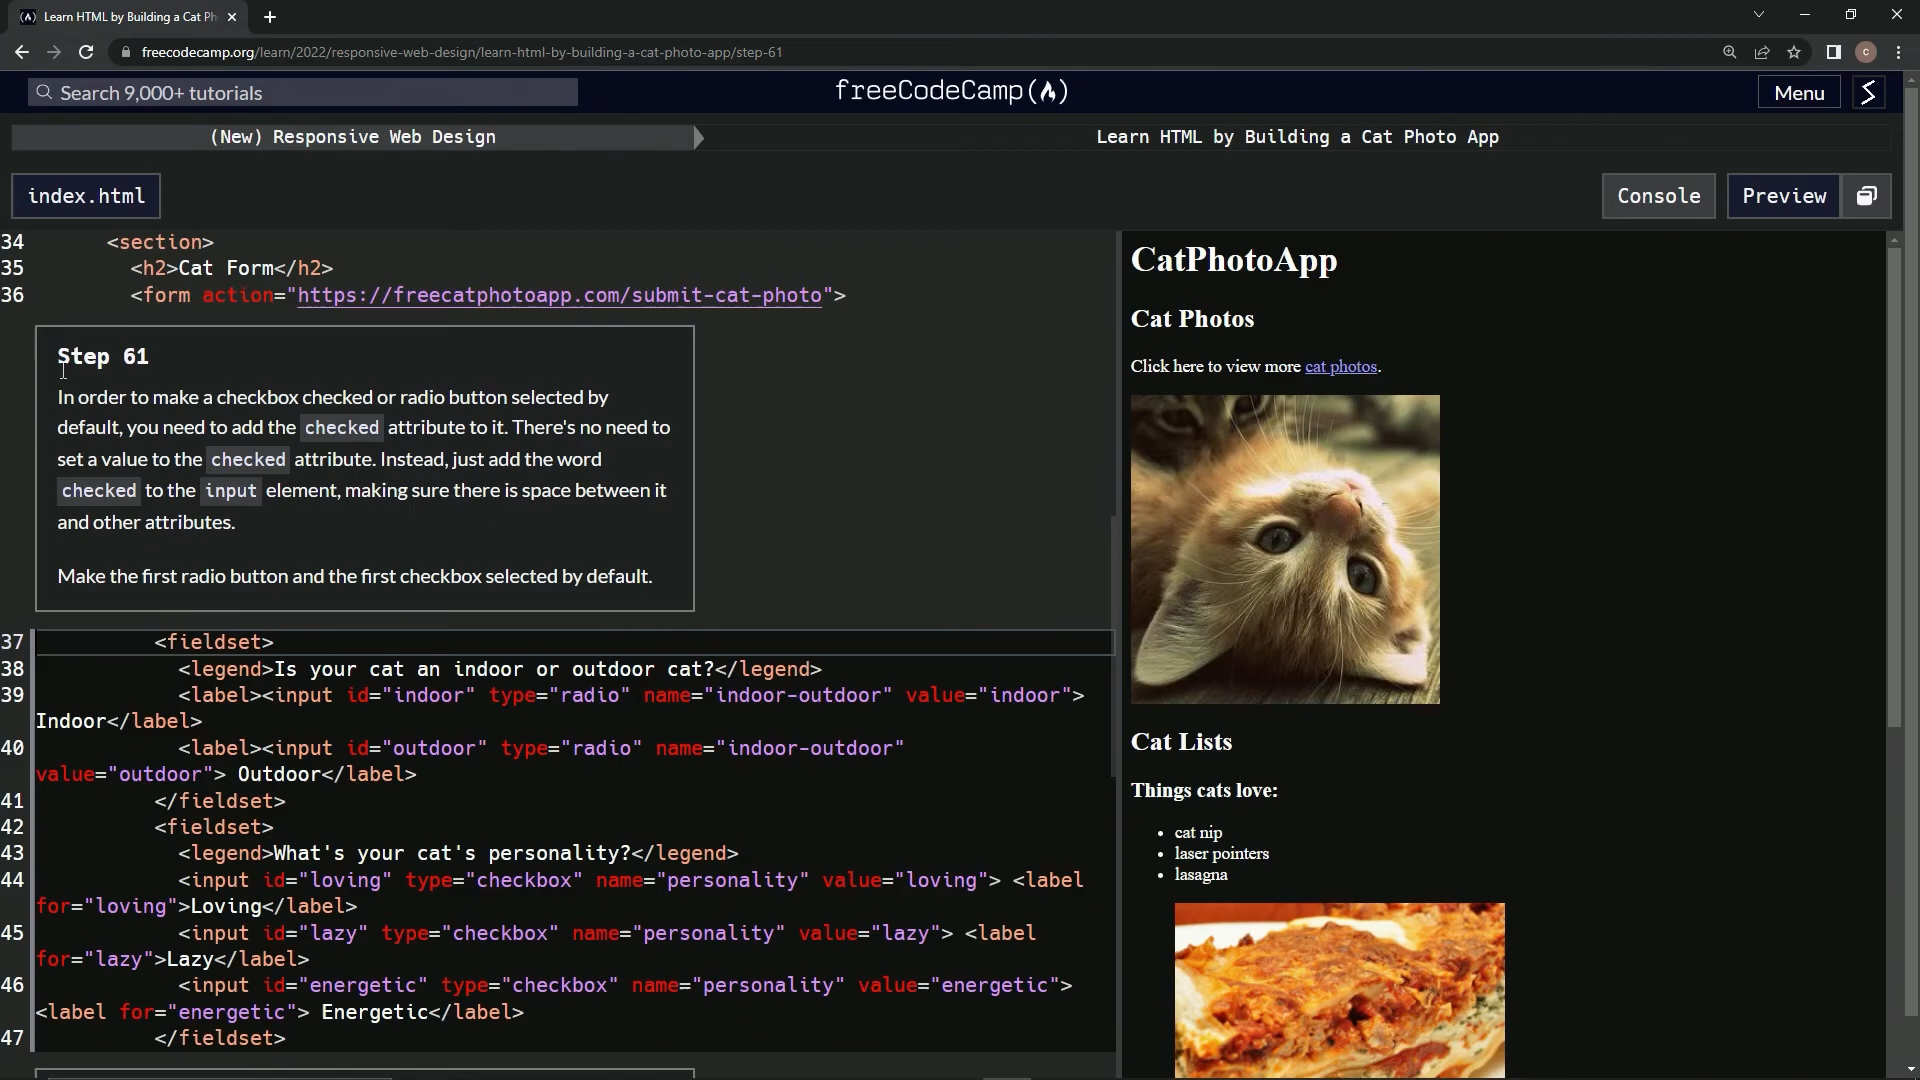 Learn HTML by Building a Cat Ph
freecodecamp.org/learn/2022/responsive-web-design/learn-html-by-building-a-cat-photo-app/step-61
c
Search 9,000+ tutorials
freeCodeCamp(🔥)
Menu
(New) Responsive Web Design
Learn HTML by Building a Cat Photo App
index.html
Console
Preview
34 <section>
35 <h2>Cat Form</h2>
36 <form action="https://freecatphotoapp.com/submit-cat-photo">
Step 61
In order to make a checkbox checked or radio button selected by
default, you need to add the checked attribute to it. There's no need to
set a value to the checked attribute. Instead, just add the word
checked to the input element, making sure there is space between it
and other attributes.
Make the first radio button and the first checkbox selected by default.
37 <fieldset>
38 <legend>Is your cat an indoor or outdoor cat?</legend>
39 <label><input id="indoor" type="radio" name="indoor-outdoor" value="indoor">
Indoor</label>
40 <label><input id="outdoor" type="radio" name="indoor-outdoor"
value="outdoor"> Outdoor</label>
41 </fieldset>
42 <fieldset>
43 <legend>What's your cat's personality?</legend>
44 <input id="loving" type="checkbox" name="personality" value="loving"> <label
for="loving">Loving</label>
45 <input id="lazy" type="checkbox" name="personality" value="lazy"> <label
for="lazy">Lazy</label>
46 <input id="energetic" type="checkbox" name="personality" value="energetic">
<label for="energetic"> Energetic</label>
47 </fieldset>
CatPhotoApp
Cat Photos
Click here to view more cat photos.
Cat Lists
Things cats love:
• cat nip
• laser pointers
• lasagna